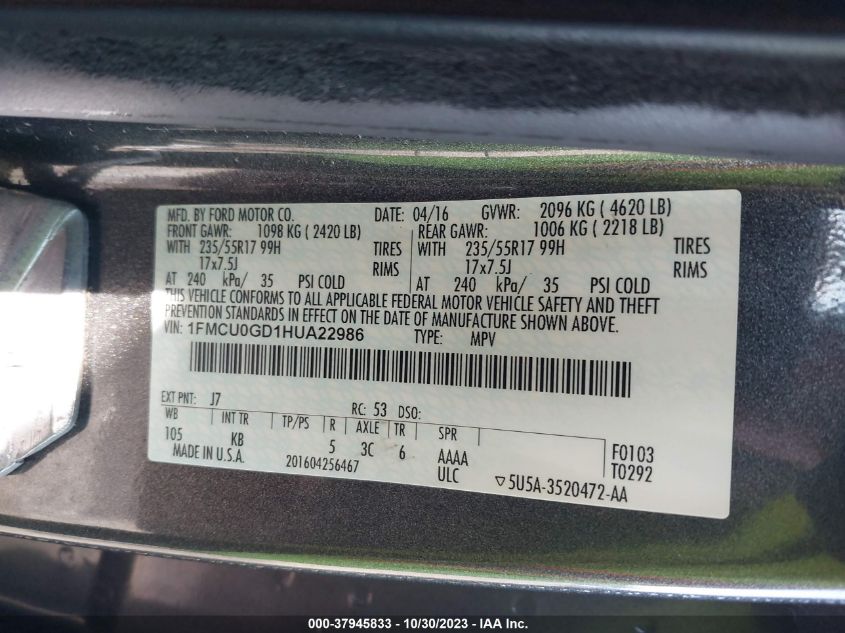 MFD. BY FORD MOTOR CO. DATE: 04/16 GVWR: 2096 KG ( 4620 LB)
FRONT GAWR: 1098 KG ( 2420 LB) REAR GAWR: 1006 KG ( 2218 LB)
WITH 235/55R17 99H TIRES WITH 235/55R17 99H TIRES
17x7.5J RIMS 17x7.5J RIMS
AT 240 kPa/ 35 PSI COLD AT 240 kPa/ 35 PSI COLD
THIS VEHICLE CONFORMS TO ALL APPLICABLE FEDERAL MOTOR VEHICLE SAFETY AND THEFT
PREVENTION STANDARDS IN EFFECT ON THE DATE OF MANUFACTURE SHOWN ABOVE.
VIN: 1FMCU0GD1HUA22986 TYPE: MPV
EXT PNT: J7 RC: 53 DSO:
WB INT TR TP/PS R AXLE TR SPR
105 KB 5 3C 6 AAAA F0103
MADE IN U.S.A. 201604256467 ULC T0292
▽5U5A-3520472-AA
000-37945833 - 10/30/2023 - IAA Inc.